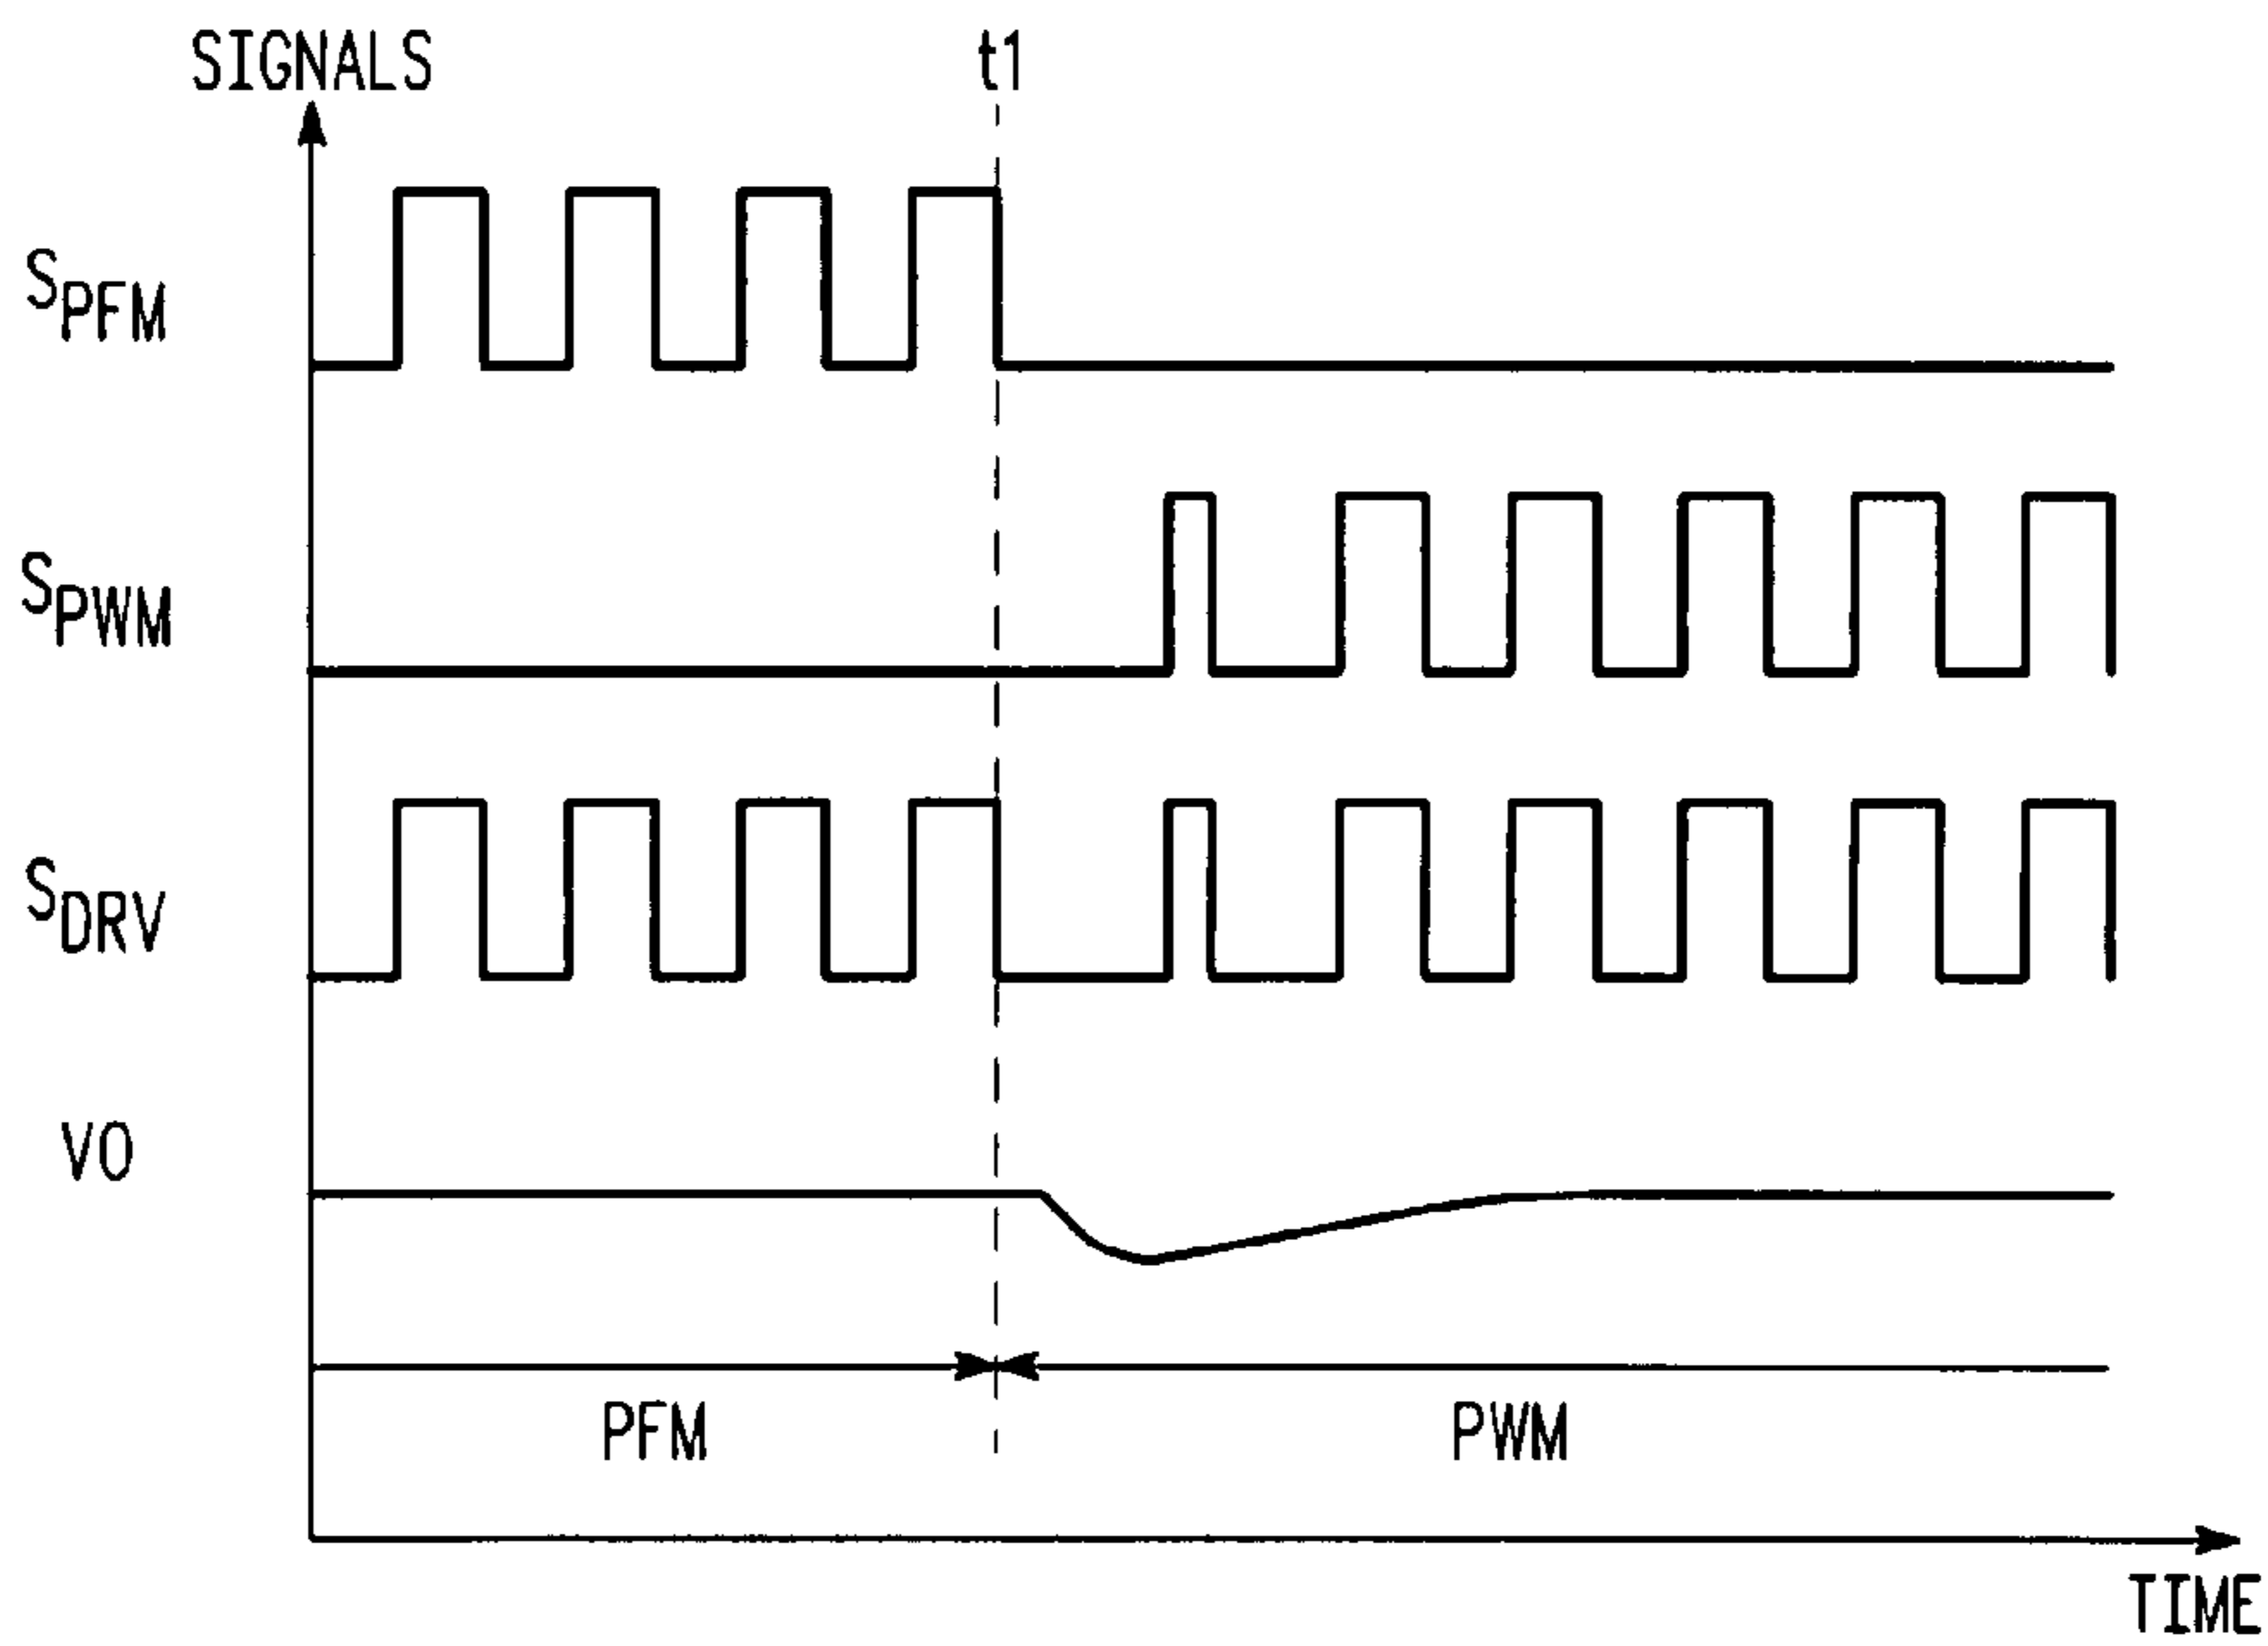 SIGNALS
t1
SPFM
SPWM
SDRV
VO
PFM
PWM
TIME